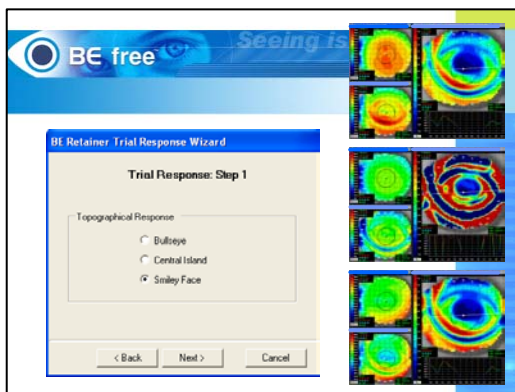 Seeing is
BE free
BE Retainer Trial Response Wizard
Trial Response: Step 1
Topographical Response
Bullseye
Central Island
Smiley Face
< Back
Next >
Cancel